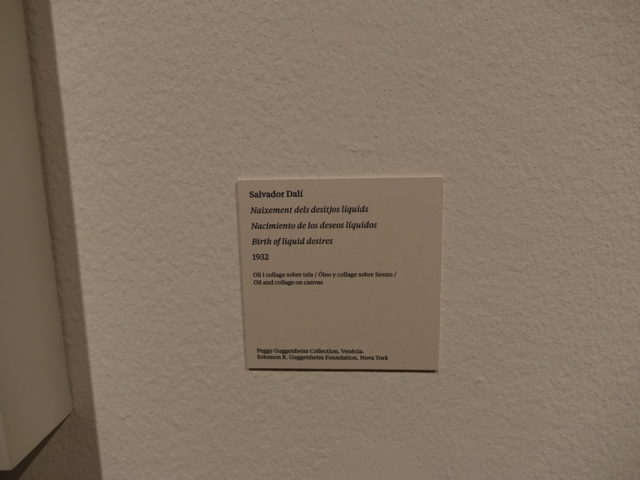 Salvador Dalí
Naixement dels desitjos líquids
Nacimiento de los deseos líquidos
Birth of liquid desires
1932
Oli i collage sobre tela / Óleo y collage sobre lienzo /
Oil and collage on canvas
Peggy Guggenheim Collection, Venècia.
Solomon R. Guggenheim Foundation, Nova York